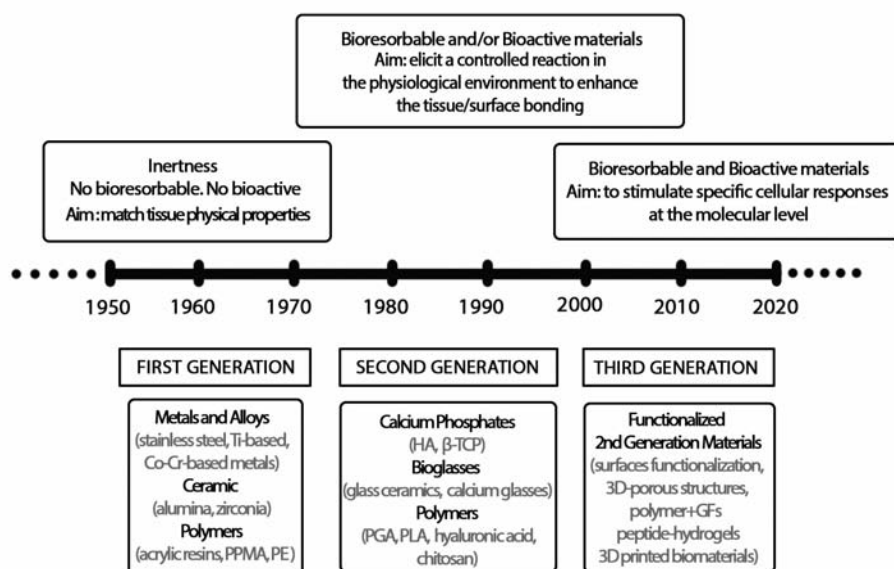 Bioresorbable and/or Bioactive materials
Aim: elicit a controlled reaction in
the physiological environment to enhance
the tissue/surface bonding
Inertness
No bioresorbable. No bioactive
Aim : match tissue physical properties
Bioresorbable and Bioactive materials
Aim: to stimulate specific cellular responses
at the molecular level
1950
1960
1970
1980
1990
2000
2010
2020
FIRST GENERATION
SECOND GENERATION
THIRD GENERATION
Metals and Alloys
(stainless steel, Ti-based,
Co-Cr-based metals)
Ceramic
(alumina, zirconia)
Polymers
(acrylic resins, PPMA, PE )
Calcium Phosphates
(HA, β-TCP)
Bioglasses
(glass ceramics, calcium glasses)
Polymers
(PGA, PLA, hyaluronic acid,
chitosan)
Functionalized
2nd Generation Materials
(surfaces functionalization,
3D-porous structures,
polymer+GFs
peptide-hydrogels
3D printed biomaterials)